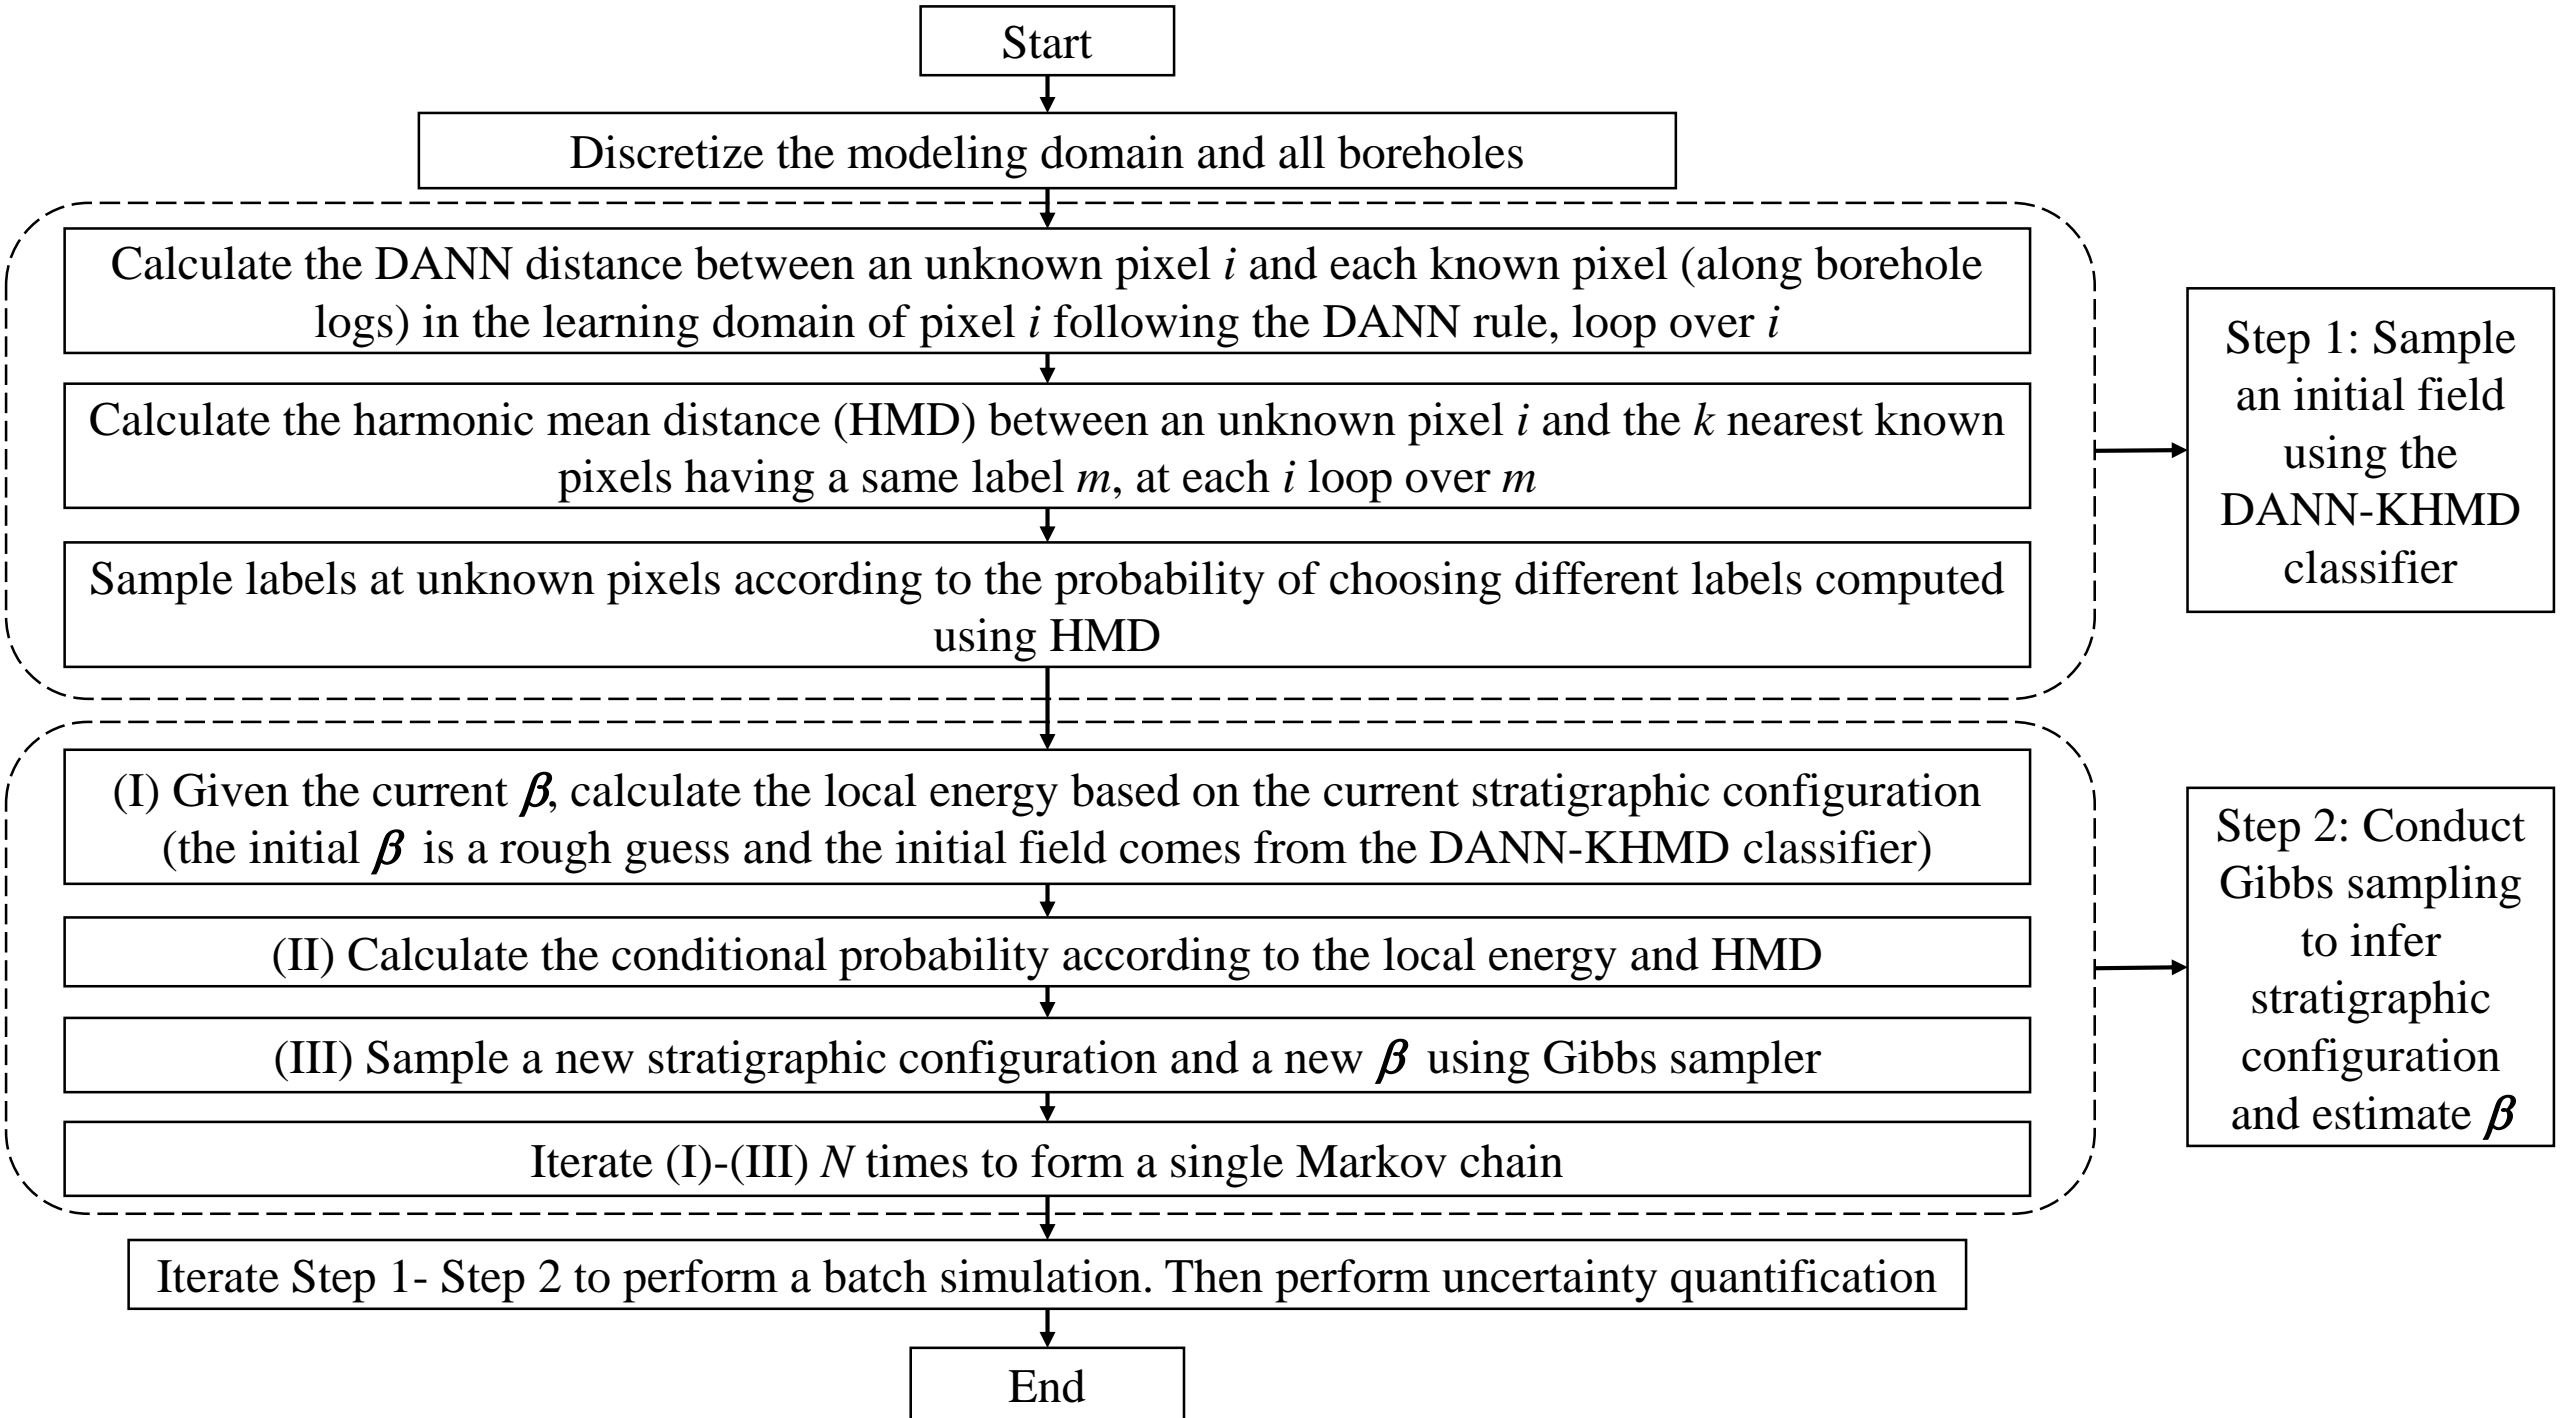 Start
Discretize the modeling domain and all boreholes
Calculate the DANN distance between an unknown pixel i and each known pixel (along borehole
logs) in the learning domain of pixel i following the DANN rule, loop over i
Calculate the harmonic mean distance (HMD) between an unknown pixel i and the k nearest known
pixels having a same label m, at each i loop over m
Sample labels at unknown pixels according to the probability of choosing different labels computed
using HMD
Step 1: Sample
an initial field
using the
DANN-KHMD
classifier
(I) Given the current β, calculate the local energy based on the current stratigraphic configuration
(the initial β is a rough guess and the initial field comes from the DANN-KHMD classifier)
(II) Calculate the conditional probability according to the local energy and HMD
(III) Sample a new stratigraphic configuration and a new β using Gibbs sampler
Iterate (I)-(III) N times to form a single Markov chain
Step 2: Conduct
Gibbs sampling
to infer
stratigraphic
configuration
and estimate β
Iterate Step 1- Step 2 to perform a batch simulation. Then perform uncertainty quantification
End